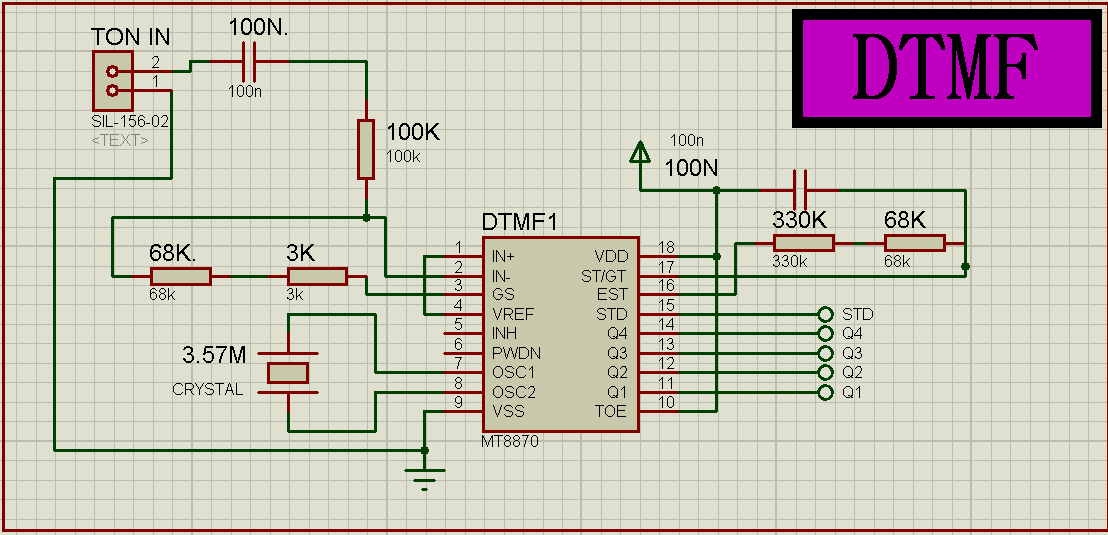 DTMF
TON IN
2
1
SIL-156-02
<TEXT>
100N.
100n
100K
100k
100n
100N
330K
330k
68K
68k
68K.
68k
3K
3k
3.57M
CRYSTAL
DTMF1
1 IN+
2 IN-
3 GS
4 VREF
5 INH
6 PWDN
7 OSC1
8 OSC2
9 VSS
VDD 18
ST/GT 17
EST 16
STD 15
Q4 14
Q3 13
Q2 12
Q1 11
TOE 10
MT8870
STD
Q4
Q3
Q2
Q1